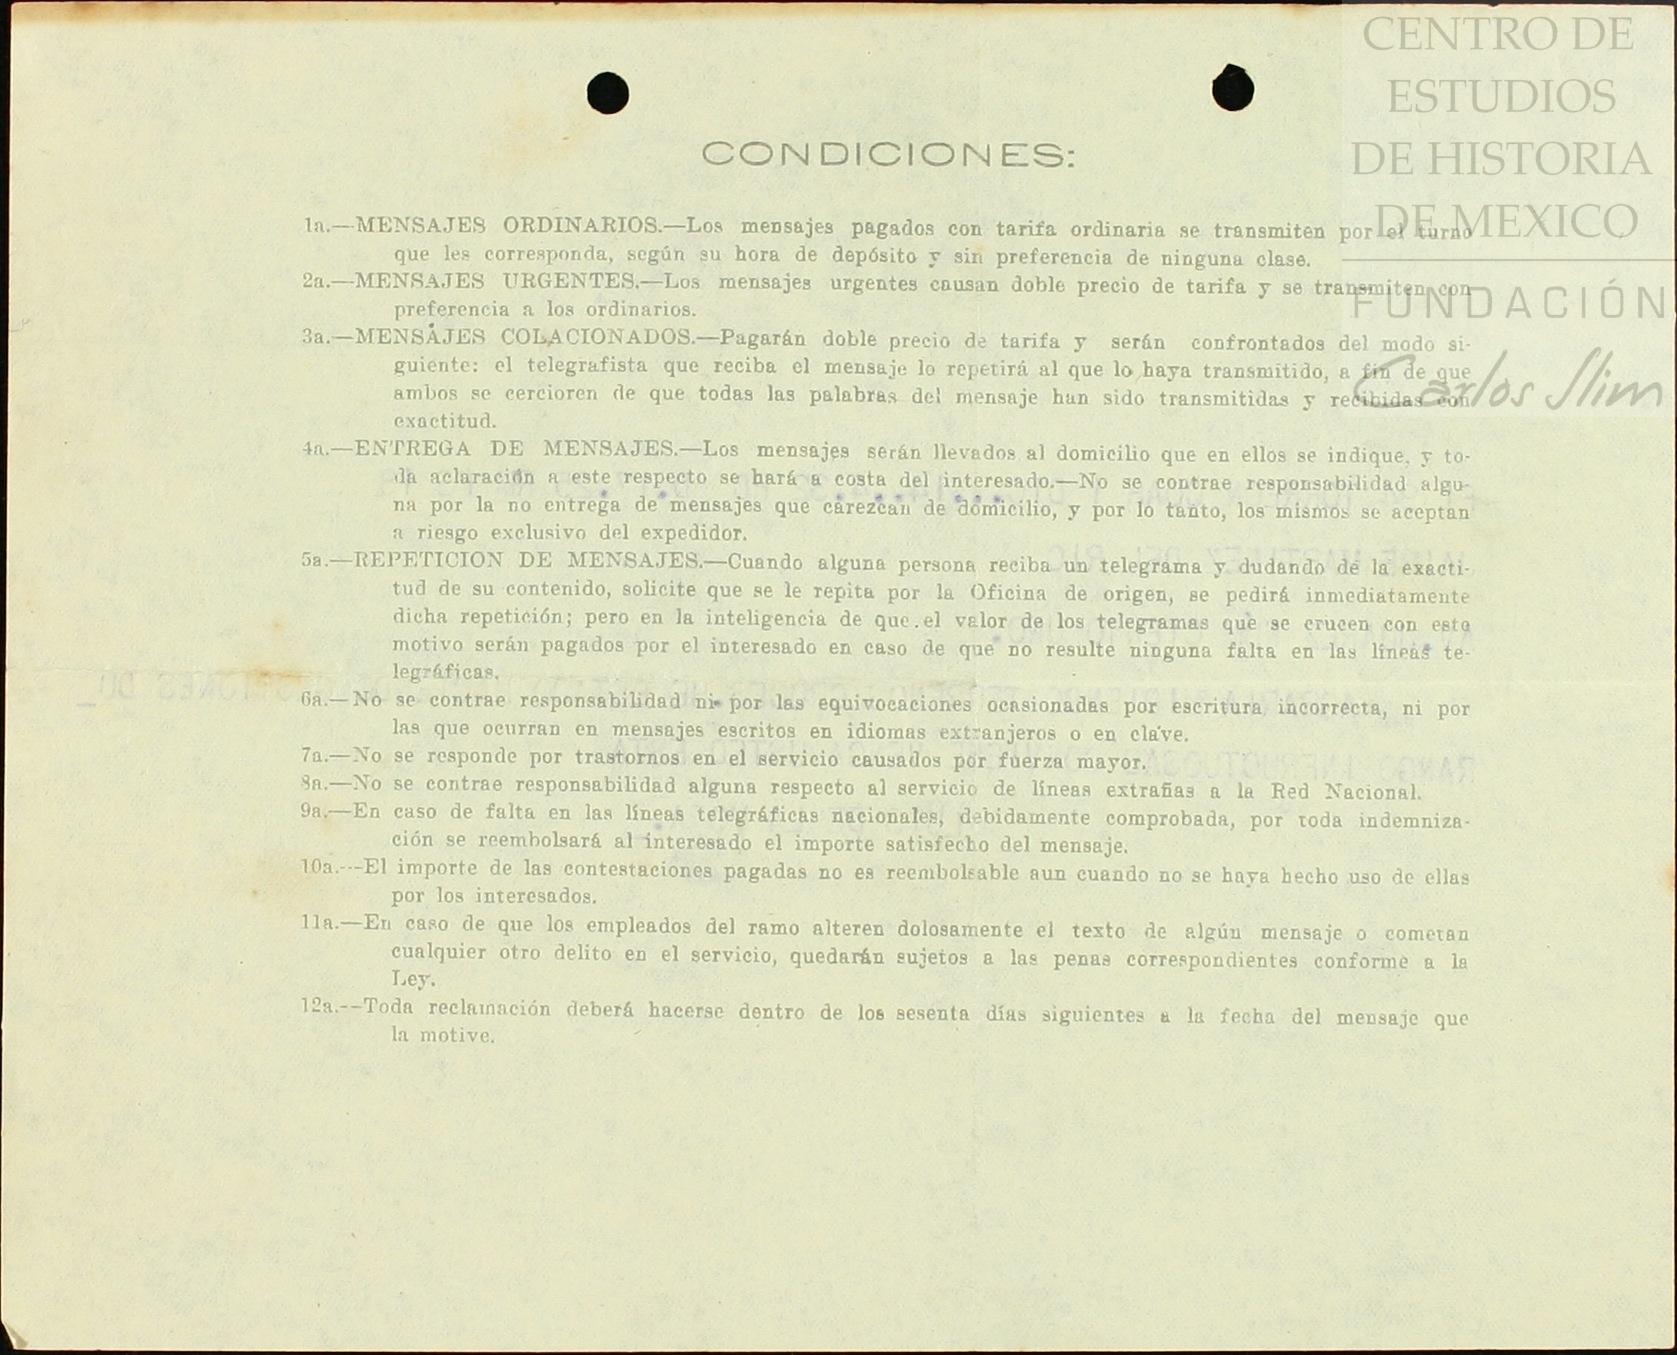 CENTRO DE
ESTUDIOS
DE HISTORIA
DE MEXICO
FUNDACIÓN
Carlos Slim
CONDICIONES:
1a.—MENSAJES ORDINARIOS.—Los mensajes pagados con tarifa ordinaria se transmiten por el turno
que les corresponda, según su hora de depósito y sin preferencia de ninguna clase.
2a.—MENSAJES URGENTES.—Los mensajes urgentes causan doble precio de tarifa y se transmiten con
preferencia a los ordinarios.
3a.—MENSAJES COLACIONADOS.—Pagarán doble precio de tarifa y serán confrontados del modo si-
guiente: el telegrafista que reciba el mensaje lo repetirá al que lo haya transmitido, a fin de que
ambos se cercioren de que todas las palabras del mensaje han sido transmitidas y recibidas con
exactitud.
4a.—ENTREGA DE MENSAJES.—Los mensajes serán llevados al domicilio que en ellos se indique, y to-
da aclaración a este respecto se hará a costa del interesado.—No se contrae responsabilidad algu-
na por la no entrega de mensajes que carezcan de domicilio, y por lo tanto, los mismos se aceptan
a riesgo exclusivo del expedidor.
5a.—REPETICION DE MENSAJES.—Cuando alguna persona reciba un telegrama y dudando de la exacti-
tud de su contenido, solicite que se le repita por la Oficina de origen, se pedirá inmediatamente
dicha repetición; pero en la inteligencia de que el valor de los telegramas que se crucen con este
motivo serán pagados por el interesado en caso de que no resulte ninguna falta en las líneas te-
legráficas.
6a.—No se contrae responsabilidad ni por las equivocaciones ocasionadas por escritura incorrecta, ni por
las que ocurran en mensajes escritos en idiomas extranjeros o en clave.
7a.—No se responde por trastornos en el servicio causados por fuerza mayor.
8a.—No se contrae responsabilidad alguna respecto al servicio de líneas extrañas a la Red Nacional.
9a.—En caso de falta en las líneas telegráficas nacionales, debidamente comprobada, por toda indemniza-
ción se reembolsará al interesado el importe satisfecho del mensaje.
10a.---El importe de las contestaciones pagadas no es reembolsable aun cuando no se haya hecho uso de ellas
por los interesados.
11a.—En caso de que los empleados del ramo alteren dolosamente el texto de algún mensaje o cometan
cualquier otro delito en el servicio, quedarán sujetos a las penas correspondientes conforme a la
Ley.
12a.--Toda reclamación deberá hacerse dentro de los sesenta días siguientes a la fecha del mensaje que
la motive.